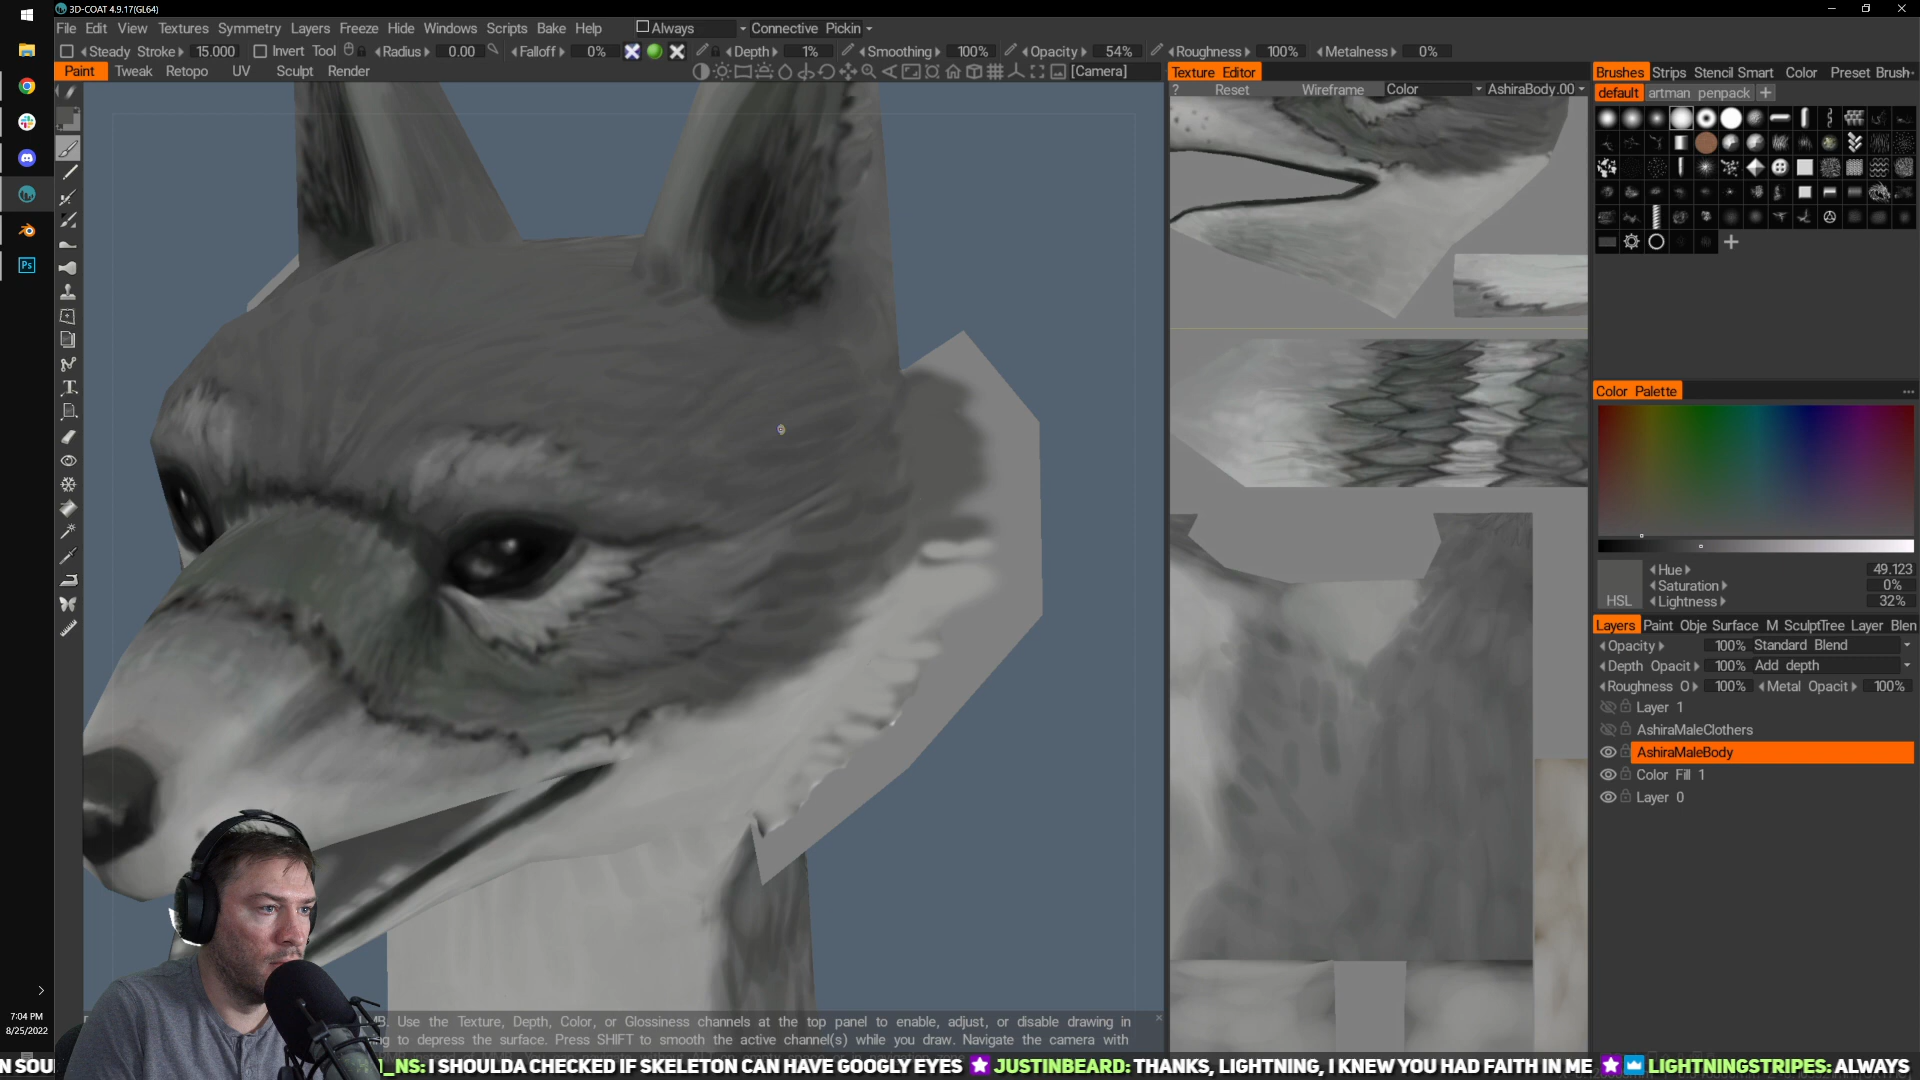 3D-COAT 4.9.17(GL64)
File Edit View Textures Symmetry Layers Freeze Hide Windows Scripts Bake Help Always Connective Pickin
Steady Stroke 15.000 Invert Tool Radius 0.00 Falloff 0% Depth 1% Smoothing 100% Opacity 54% Roughness 100% Metalness 0%
Paint Tweak Retopo UV Sculpt Render [Camera]
Texture Editor
? Reset Wireframe Color AshiraBody.00
Brushes Strips Stencil Smart Color Preset Brush
default artman penpack +
Color Palette
Hue 49.123
Saturation 0%
HSL Lightness 32%
Layers Paint Obje Surface M SculptTree Layer Blen
Opacity 100% Standard Blend
Depth Opacit 100% Add depth
Roughness O 100% Metal Opacit 100%
Layer 1
AshiraMaleClothers
AshiraMaleBody
Color Fill 1
Layer 0
MB. Use the Texture, Depth, Color, or Glossiness channels at the top panel to enable, adjust, or disable drawing in
to depress the surface. Press SHIFT to smooth the active channel(s) while you draw. Navigate the camera with
7:04 PM
8/25/2022
N SOU
I_NS: I SHOULDA CHECKED IF SKELETON CAN HAVE GOOGLY EYES JUSTINBEARD: THANKS, LIGHTNING, I KNEW YOU HAD FAITH IN ME LIGHTNINGSTRIPES: ALWAYS